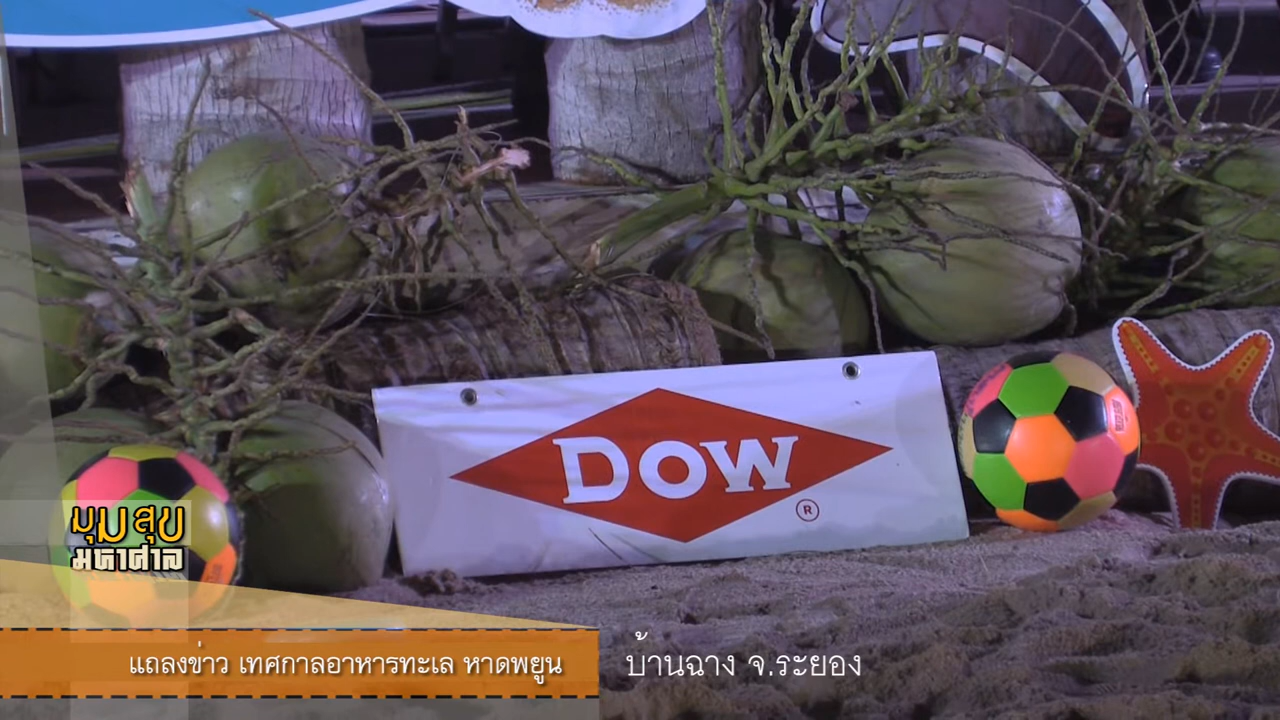 DOW
®
มุมสุข
มหาศาล
แถลงข่าว เทศกาลอาหารทะเล หาดพยูน
บ้านฉาง จ.ระยอง